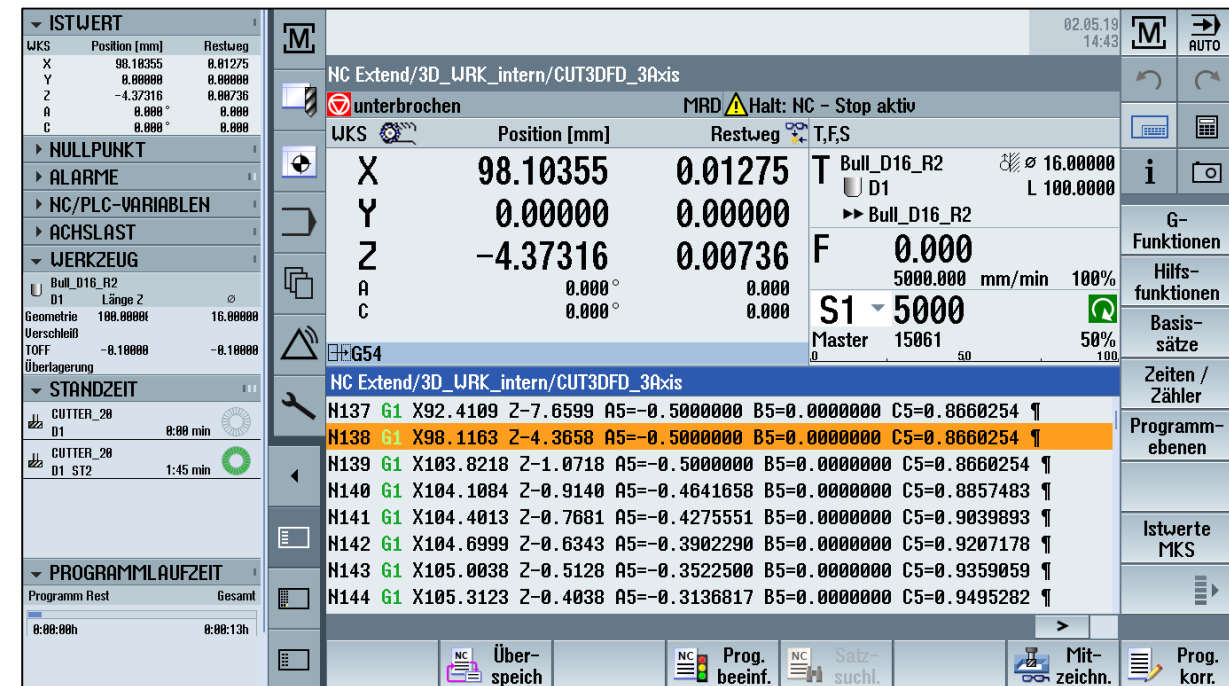 ISTWERT
WKS Position [mm] Restweg
X 98.10355 0.01275
Y 0.00000 0.00000
Z -4.37316 0.00736
A 0.000 ° 0.000
C 0.000 ° 0.000
NULLPUNKT
ALARME
NC/PLC-VARIABLEN
ACHSLAST
WERKZEUG
Bull_D16_R2
D1 Länge Z ø
Geometrie 100.0000 16.00000
Verschleiß
TOFF -0.10000 -0.10000
Überlagerung
STANDZEIT
CUTTER_20
D1 0:00 min
CUTTER_20
D1 ST2 1:45 min
PROGRAMMLAUFZEIT
Programm Rest Gesamt
0:00:00h 0:00:13h
M
02.05.19
14:43
NC Extend/3D_WRK_intern/CUT3DFD_3Axis
unterbrochen MRD Halt: NC - Stop aktiv
WKS Position [mm] Restweg
X 98.10355 0.01275
Y 0.00000 0.00000
Z -4.37316 0.00736
A 0.000 ° 0.000
C 0.000 ° 0.000
G54
T,F,S
T Bull_D16_R2 ø 16.00000
D1 L 100.0000
▸▸ Bull_D16_R2
F 0.000
5000.000 mm/min 100%
S1 5000
Master 15061 50%
0 50 100
NC Extend/3D_WRK_intern/CUT3DFD_3Axis
N137 G1 X92.4109 Z-7.6599 A5=-0.5000000 B5=0.0000000 C5=0.8660254 ¶
N138 G1 X98.1163 Z-4.3658 A5=-0.5000000 B5=0.0000000 C5=0.8660254 ¶
N139 G1 X103.8218 Z-1.0718 A5=-0.5000000 B5=0.0000000 C5=0.8660254 ¶
N140 G1 X104.1084 Z-0.9140 A5=-0.4641658 B5=0.0000000 C5=0.8857483 ¶
N141 G1 X104.4013 Z-0.7681 A5=-0.4275551 B5=0.0000000 C5=0.9039893 ¶
N142 G1 X104.6999 Z-0.6343 A5=-0.3902290 B5=0.0000000 C5=0.9207178 ¶
N143 G1 X105.0038 Z-0.5128 A5=-0.3522500 B5=0.0000000 C5=0.9359059 ¶
N144 G1 X105.3123 Z-0.4038 A5=-0.3136817 B5=0.0000000 C5=0.9495282 ¶
>
NC Über-
speich
NC Prog.
beeinf.
NC Satz-
suchl.
Mit-
zeichn.
Prog.
korr.
M
AUTO
i
G-
Funktionen
Hilfs-
funktionen
Basis-
sätze
Zeiten /
Zähler
Programm-
ebenen
Istwerte
MKS